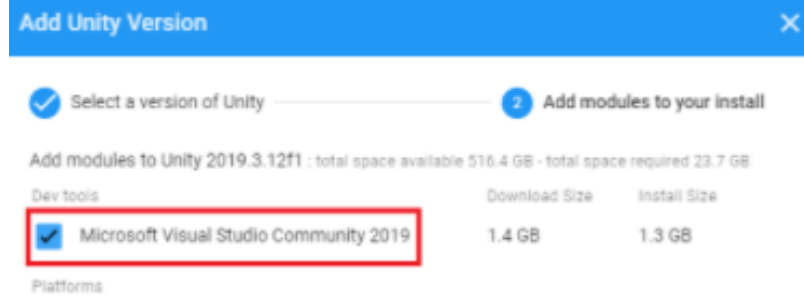 Add Unity Version
Select a version of Unity 2 Add modules to your install
Add modules to Unity 2019.3.12f1 : total space available 516.4 GB - total space required 23.7 GB
Dev tools Download Size Install Size
Microsoft Visual Studio Community 2019 1.4 GB 1.3 GB
Platforms